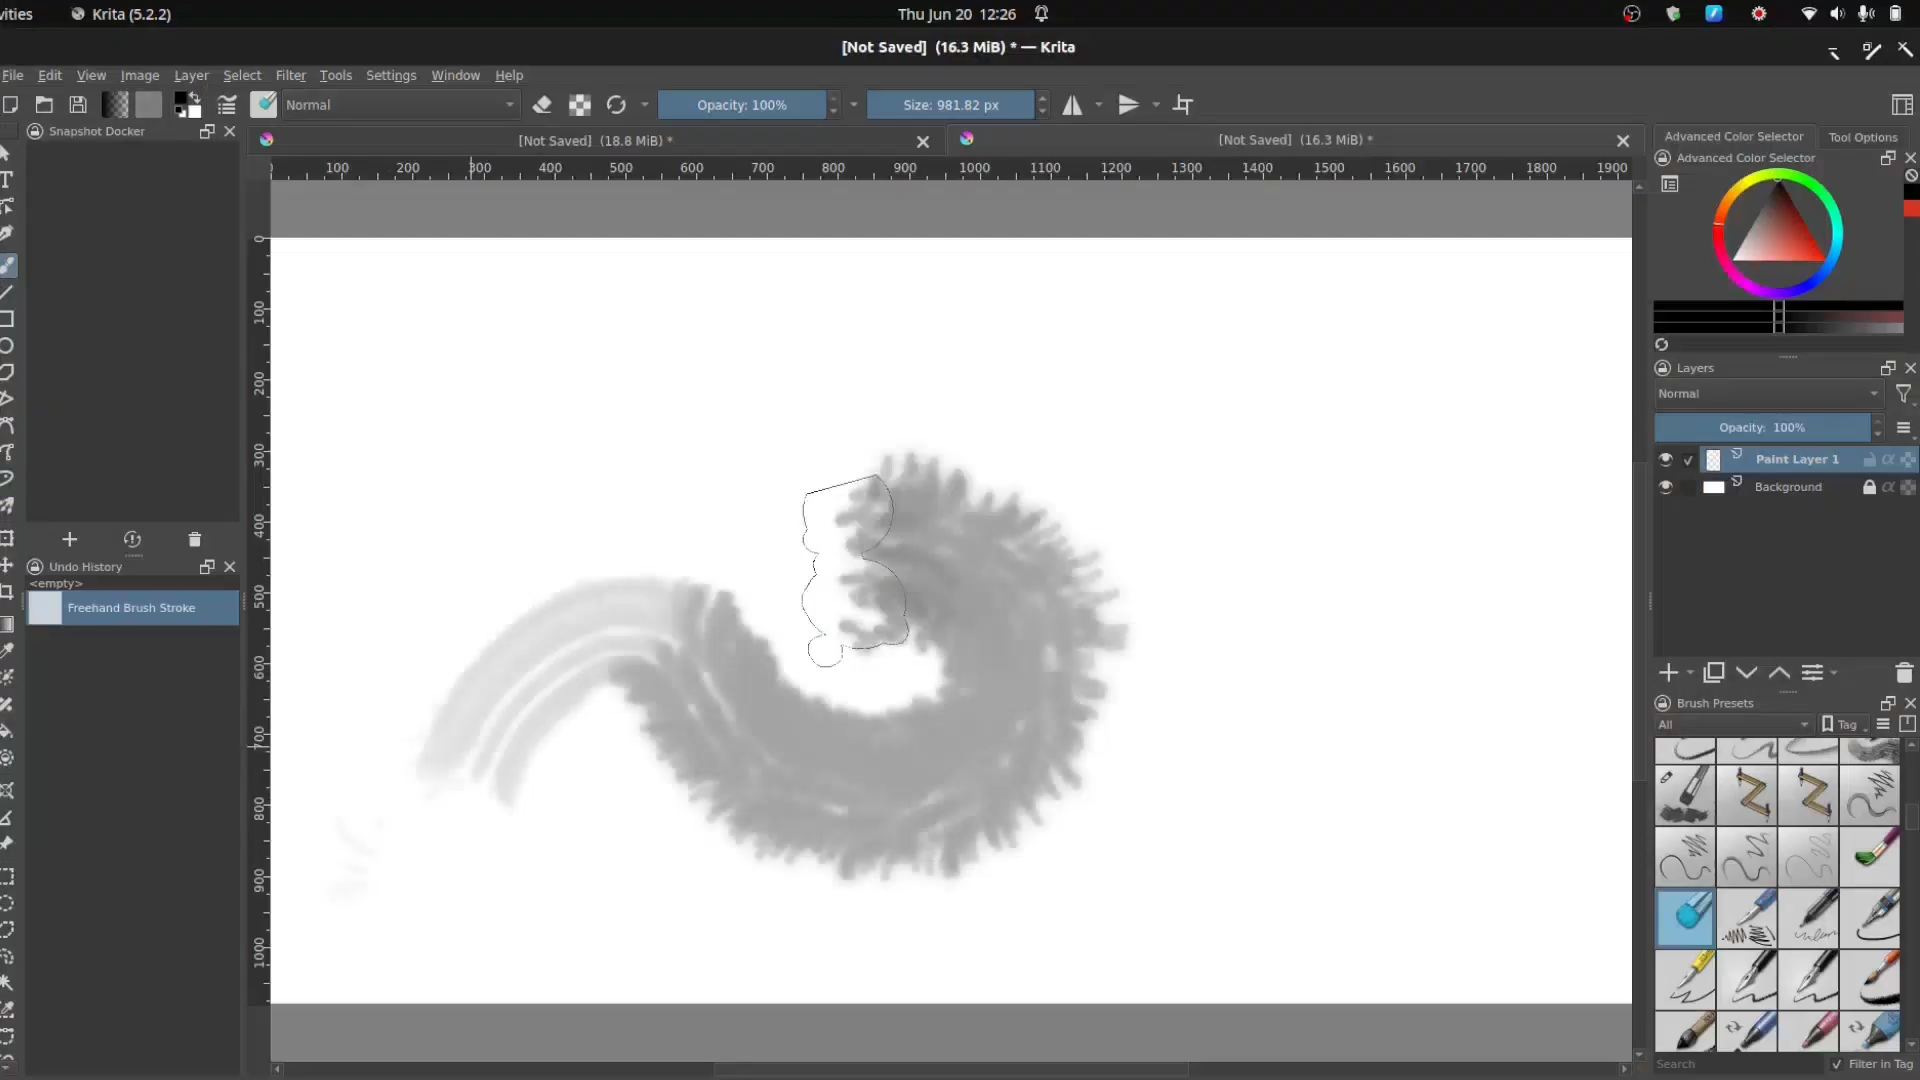 vities
Krita (5.2.2)
Thu Jun 20 12:26
[Not Saved] (16.3 MiB) * — Krita
File Edit View Image Layer Select Filter Tools Settings Window Help
Normal
Opacity: 100%
Size: 981.82 px
Snapshot Docker
[Not Saved] (18.8 MiB) *
[Not Saved] (16.3 MiB) *
Advanced Color Selector
Tool Options
Advanced Color Selector
100 200 300 400 500 600 700 800 900 1000 1100 1200 1300 1400 1500 1600 1700 1800 1900
0
100
200
300
400
500
600
700
800
900
1000
Layers
Normal
Opacity: 100%
Paint Layer 1
Background
Undo History
<empty>
Freehand Brush Stroke
Brush Presets
All
Tag
Search
Filter in Tag